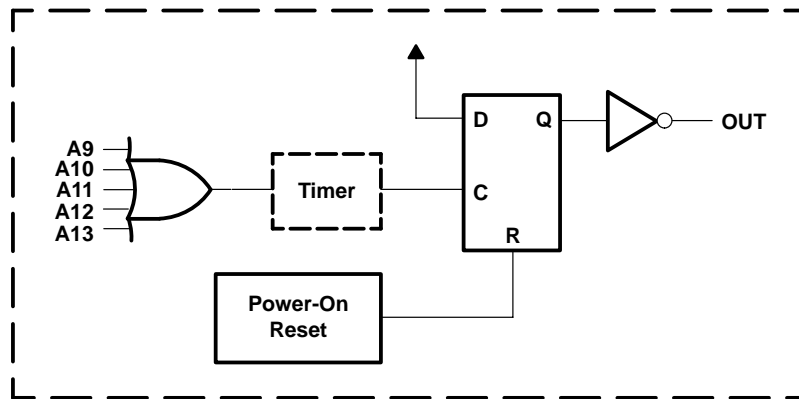 A9
A10
A11
A12
A13
Timer
D
Q
C
R
OUT
Power-On
Reset